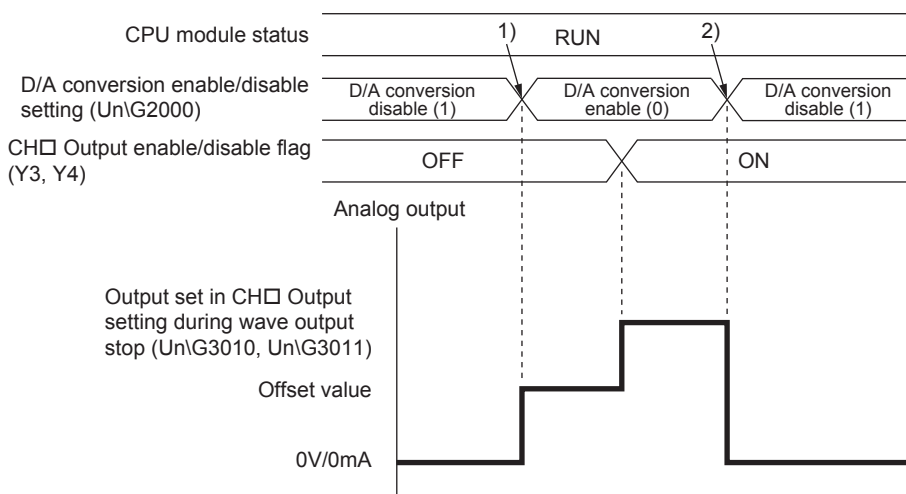 CPU module status
1)
RUN
2)
D/A conversion enable/disable
setting (Un\G2000)
D/A conversion
disable (1)
D/A conversion
enable (0)
D/A conversion
disable (1)
CH□ Output enable/disable flag
(Y3, Y4)
OFF
ON
Analog output
Output set in CH□ Output
setting during wave output
stop (Un\G3010, Un\G3011)
Offset value
0V/0mA